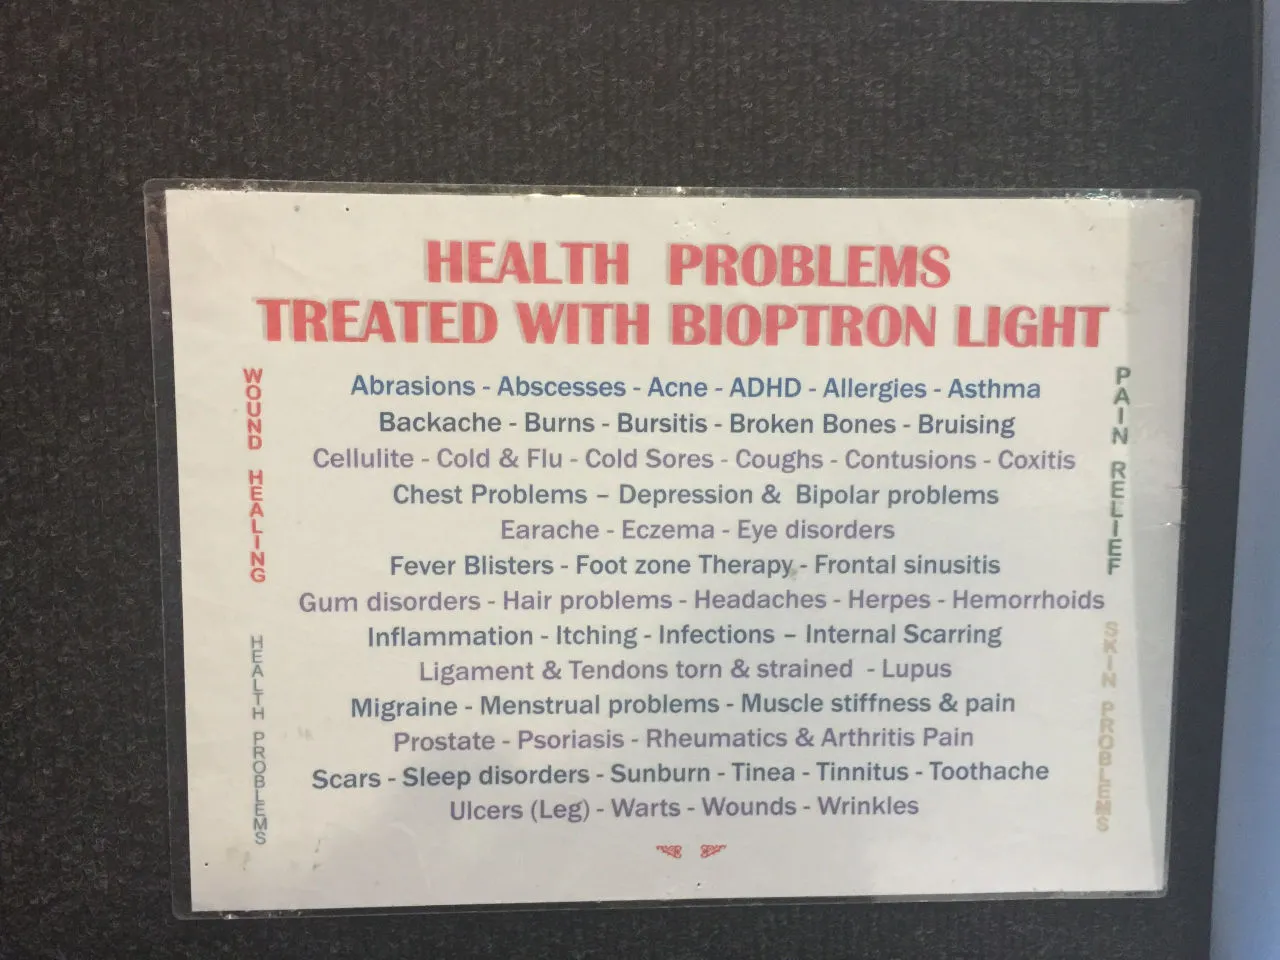 HEALTH PROBLEMS
TREATED WITH BIOPTRON LIGHT
WOUND HEALING
HEALTH PROBLEMS
Abrasions - Abscesses - Acne - ADHD - Allergies - Asthma
Backache - Burns - Bursitis - Broken Bones - Bruising
Cellulite - Cold & Flu - Cold Sores - Coughs - Contusions - Coxitis
Chest Problems – Depression & Bipolar problems
Earache - Eczema - Eye disorders
Fever Blisters - Foot zone Therapy - Frontal sinusitis
Gum disorders - Hair problems - Headaches - Herpes - Hemorrhoids
Inflammation - Itching - Infections – Internal Scarring
Ligament & Tendons torn & strained - Lupus
Migraine - Menstrual problems - Muscle stiffness & pain
Prostate - Psoriasis - Rheumatics & Arthritis Pain
Scars - Sleep disorders - Sunburn - Tinea - Tinnitus - Toothache
Ulcers (Leg) - Warts - Wounds - Wrinkles
PAIN RELIEF
SKIN PROBLEMS